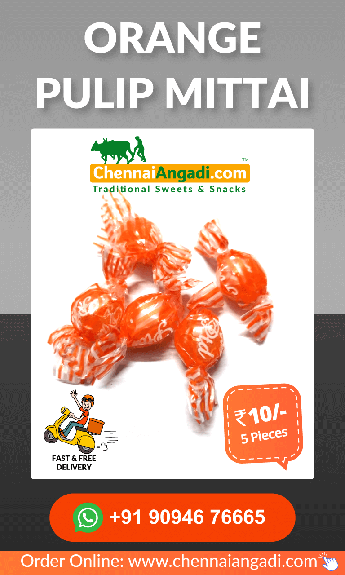 ORANGE
PULIP MITTAI
ChennaiAngadi.com
TM
Traditional Sweets & Snacks
₹10/-
5 Pieces
FAST & FREE
DELIVERY
+91 90946 76665
Order Online: www.chennaiangadi.com